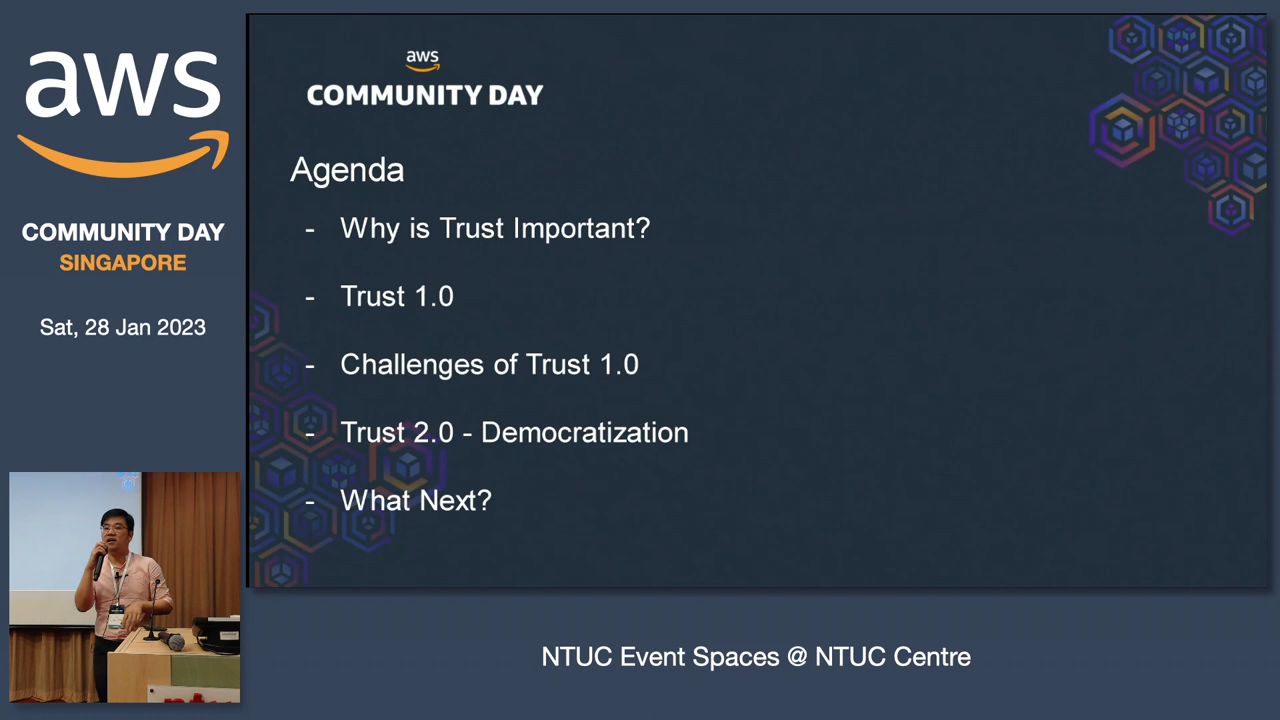 aws
COMMUNITY DAY
SINGAPORE
Sat, 28 Jan 2023
aws
COMMUNITY DAY
Agenda
- Why is Trust Important?
- Trust 1.0
- Challenges of Trust 1.0
- Trust 2.0 - Democratization
- What Next?
NTUC Event Spaces @ NTUC Centre